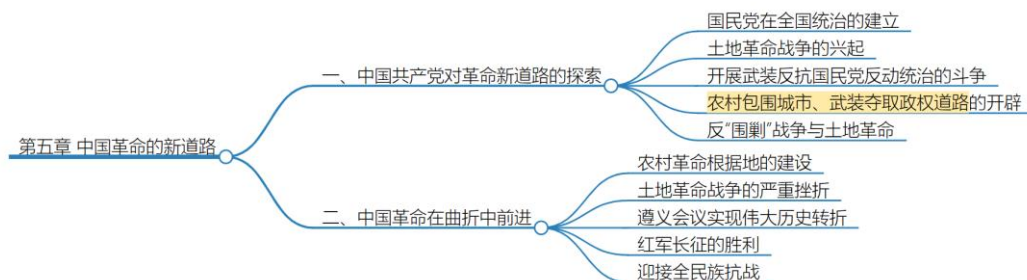 第五章 中国革命的新道路
一、中国共产党对革命新道路的探索
国民党在全国统治的建立
土地革命战争的兴起
开展武装反抗国民党反动统治的斗争
农村包围城市、武装夺取政权道路的开辟
反“围剿”战争与土地革命
二、中国革命在曲折中前进
农村革命根据地的建设
土地革命战争的严重挫折
遵义会议实现伟大历史转折
红军长征的胜利
迎接全民族抗战